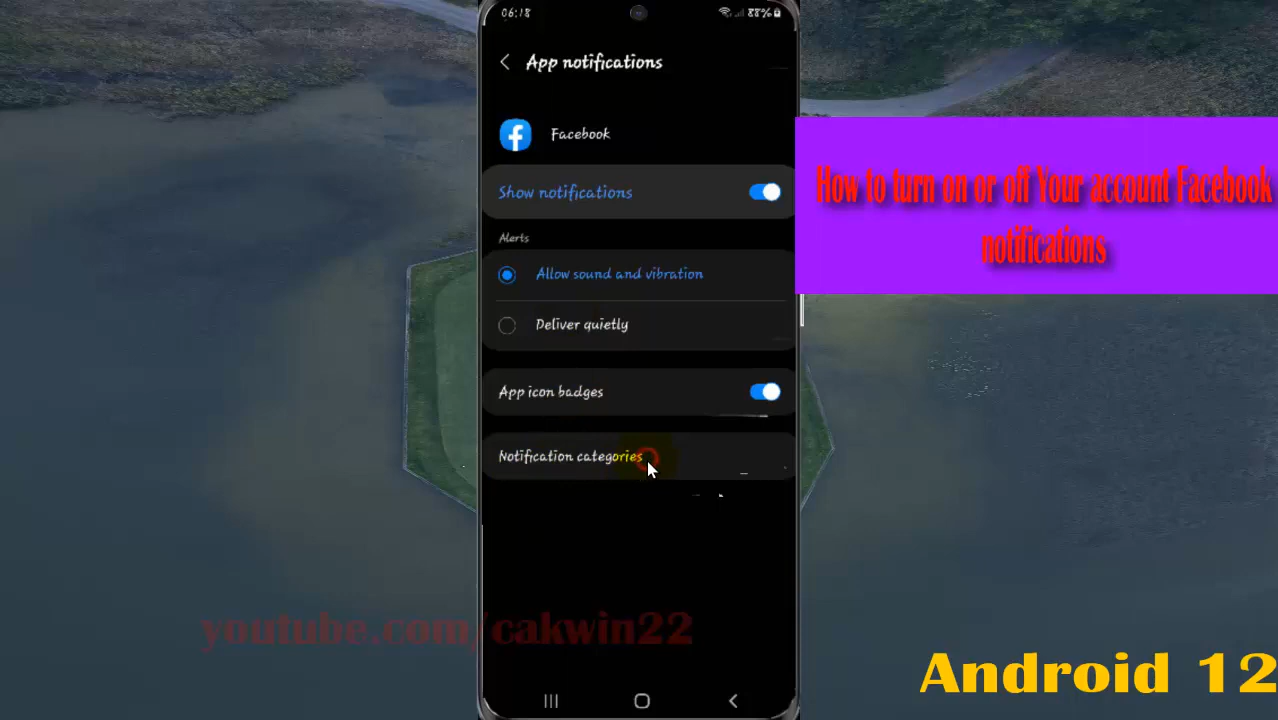 06:18
88%
App notifications
Facebook
Show notifications
Alerts
Allow sound and vibration
Deliver quietly
App icon badges
Notification categories
How to turn on or off Your account Facebook
notifications
youtube.com/cakwin22
Android 12